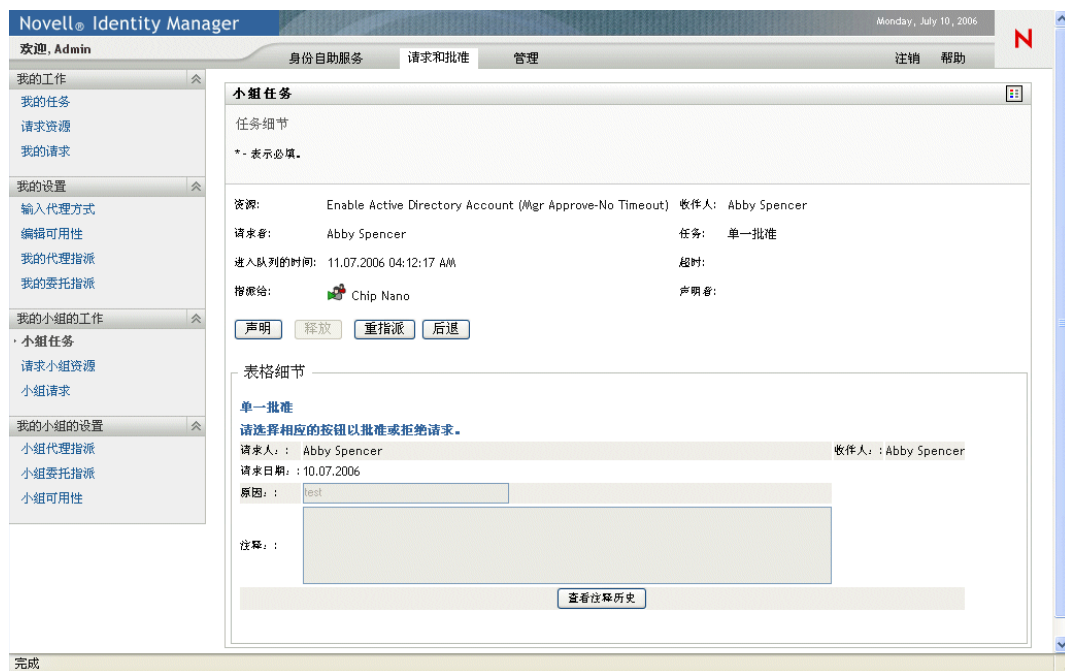 Novell® Identity Manager
Monday, July 10, 2006
N
欢迎, Admin
身份自助服务 请求和批准 管理 注销 帮助
我的工作
我的任务
请求资源
我的请求
我的设置
输入代理方式
编辑可用性
我的代理指派
我的委托指派
我的小组的工作
· 小组任务
请求小组资源
小组请求
我的小组的设置
小组代理指派
小组委托指派
小组可用性
小组任务
任务细节
*- 表示必填。
资源: Enable Active Directory Account (Mgr Approve-No Timeout) 收件人: Abby Spencer
请求者: Abby Spencer 任务: 单一批准
进入队列的时间: 11.07.2006 04:12:17 AM 超时:
指派给: Chip Nano 声明者:
声明 释放 重指派 后退
表格细节
单一批准
请选择相应的按钮以批准或拒绝请求。
请求人:: Abby Spencer 收件人:: Abby Spencer
请求日期:: 10.07.2006
原因:: test
注释::
查看注释历史
完成